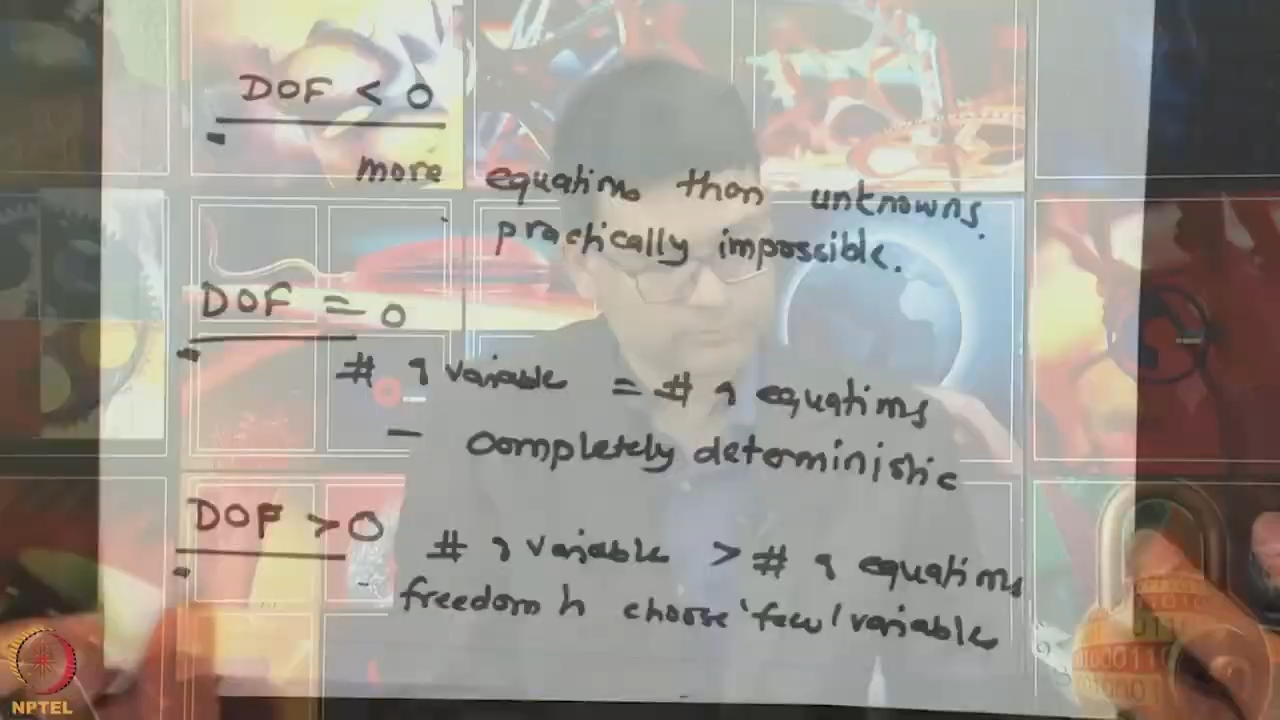 DOF < 0
more equations than unknowns.
practically impossible.
DOF = 0
# of variable = # of equations
- completely deterministic
DOF > 0
# of variable > # of equations
freedom to choose 'few' variable
NPTEL